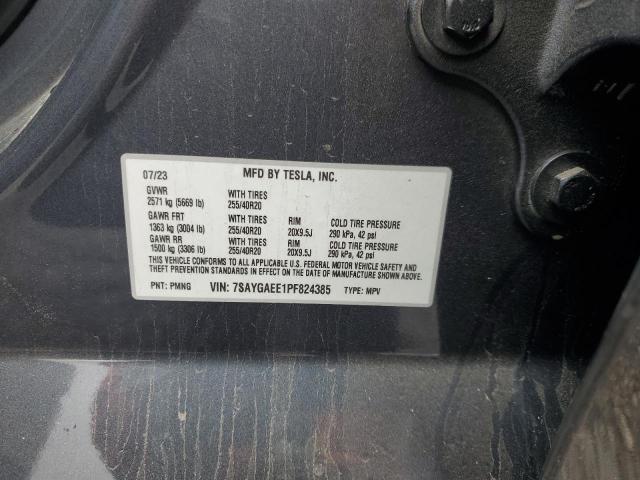 07/23 MFD BY TESLA, INC.
GVWR WITH TIRES
2571 kg (5669 lb) 255/40R20
GAWR FRT WITH TIRES RIM COLD TIRE PRESSURE
1363 kg (3004 lb) 255/40R20 20X9.5J 290 kPa, 42 psi
GAWR RR WITH TIRES RIM COLD TIRE PRESSURE
1500 kg (3306 lb) 255/40R20 20X9.5J 290 kPa, 42 psi
THIS VEHICLE CONFORMS TO ALL APPLICABLE U.S. FEDERAL MOTOR VEHICLE SAFETY AND
THEFT PREVENTION STANDARDS IN EFFECT ON THE DATE OF MANUFACTURE SHOWN ABOVE.
PNT: PMNG VIN: 7SAYGAEE1PF824385 TYPE: MPV